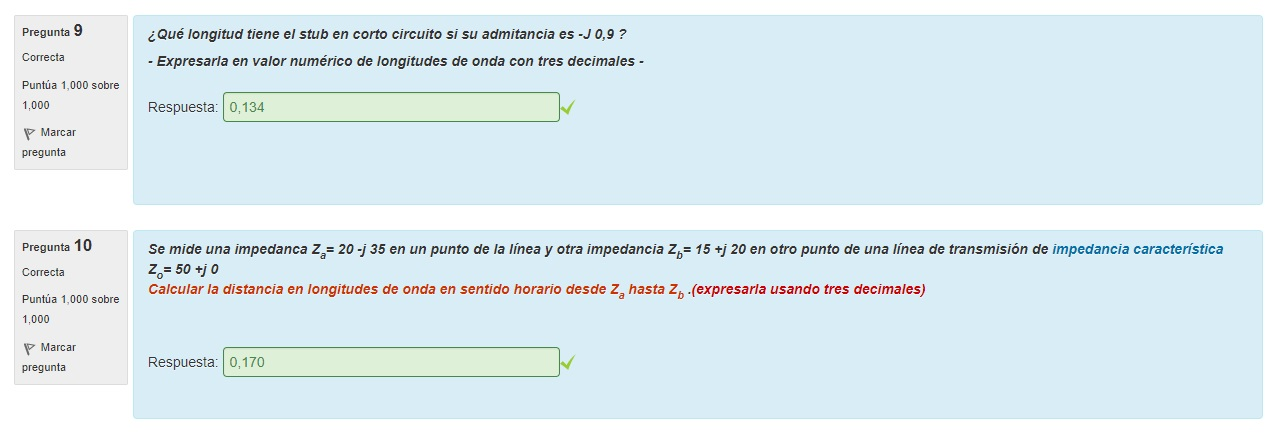 Pregunta 9
Correcta
Puntúa 1,000 sobre
1,000
Marcar
pregunta
¿Qué longitud tiene el stub en corto circuito si su admitancia es -J 0,9 ?
- Expresarla en valor numérico de longitudes de onda con tres decimales -
Respuesta: 0,134
Pregunta 10
Correcta
Puntúa 1,000 sobre
1,000
Marcar
pregunta
Se mide una impedanca Za= 20 -j 35 en un punto de la línea y otra impedancia Zb= 15 +j 20 en otro punto de una línea de transmisión de impedancia característica
Zo= 50 +j 0
Calcular la distancia en longitudes de onda en sentido horario desde Za hasta Zb .(expresarla usando tres decimales)
Respuesta: 0,170